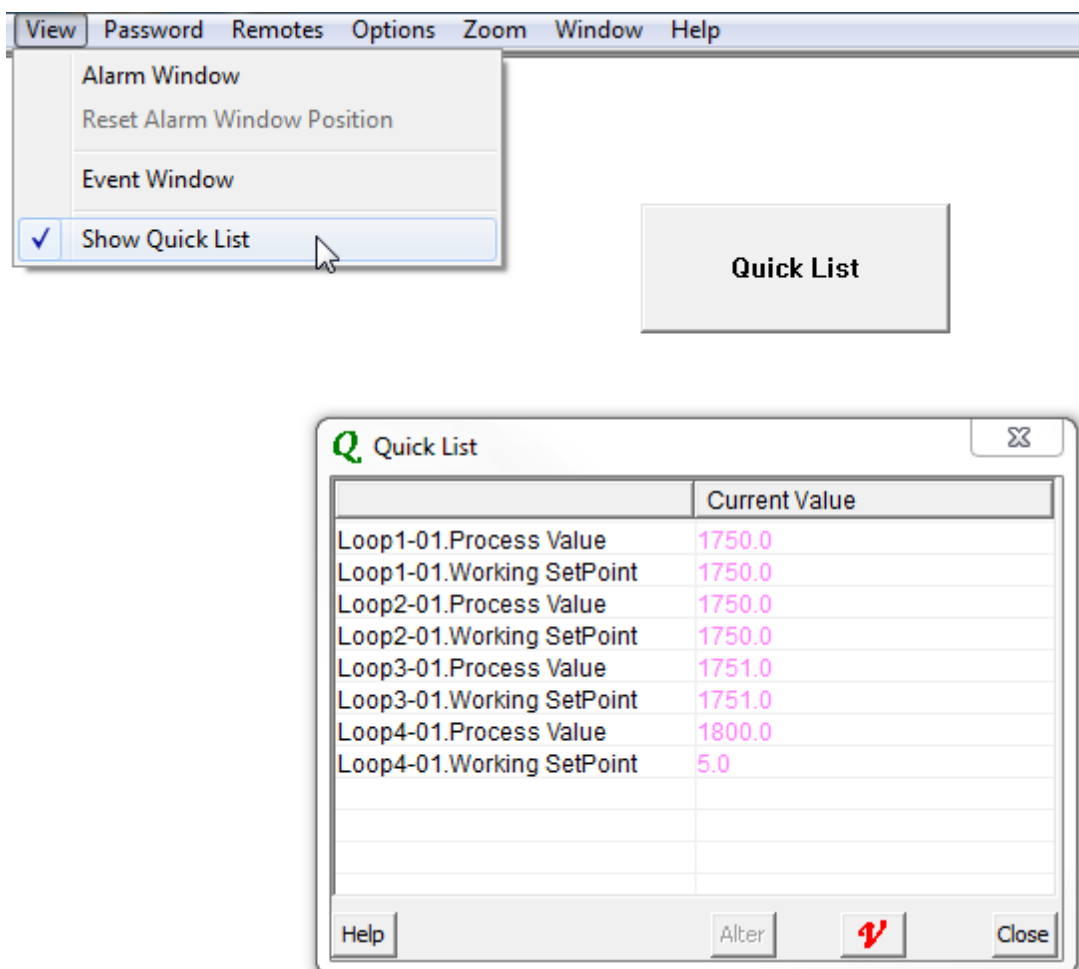 View Password Remotes Options Zoom Window Help
Alarm Window
Reset Alarm Window Position
Event Window
✓ Show Quick List
Quick List
Q Quick List
Current Value
Loop1-01.Process Value 1750.0
Loop1-01.Working SetPoint 1750.0
Loop2-01.Process Value 1750.0
Loop2-01.Working SetPoint 1750.0
Loop3-01.Process Value 1751.0
Loop3-01.Working SetPoint 1751.0
Loop4-01.Process Value 1800.0
Loop4-01.Working SetPoint 5.0
Help Alter V Close